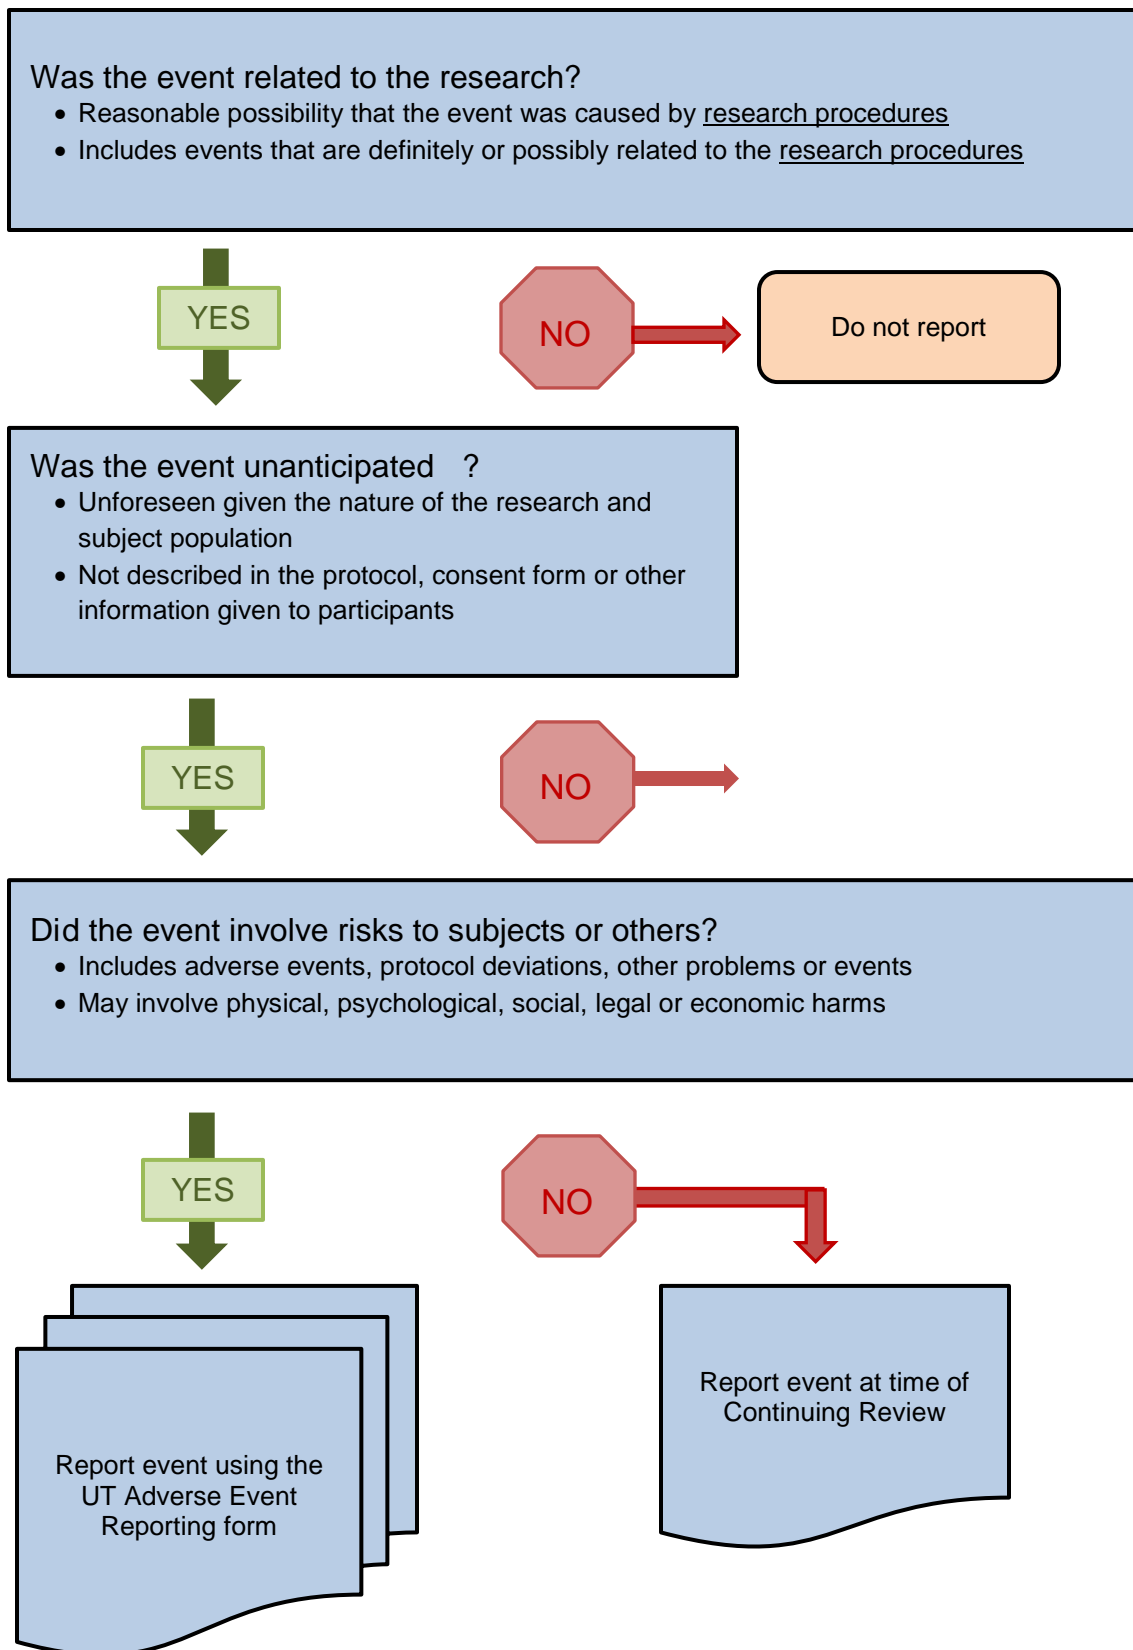 Was the event related to the research?
• Reasonable possibility that the event was caused by research procedures
• Includes events that are definitely or possibly related to the research procedures
YES
NO
Do not report
Was the event unanticipated ?
• Unforeseen given the nature of the research and
subject population
• Not described in the protocol, consent form or other
information given to participants
YES
NO
Did the event involve risks to subjects or others?
• Includes adverse events, protocol deviations, other problems or events
• May involve physical, psychological, social, legal or economic harms
YES
NO
Report event using the
UT Adverse Event
Reporting form
Report event at time of
Continuing Review